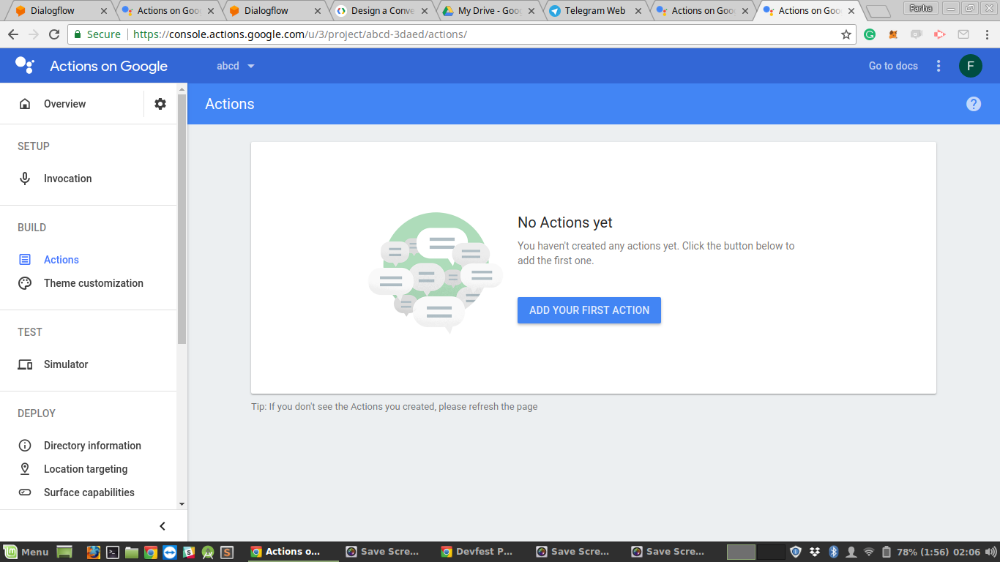 Dialogflow
Actions on Goo
Dialogflow
Design a Conve
My Drive - Goo
Telegram Web
Actions on Goo
Actions on Goo
Farha
Secure
https://console.actions.google.com/u/3/project/abcd-3daed/actions/
Actions on Google
abcd
Go to docs
F
Overview
Actions
?
SETUP
Invocation
BUILD
Actions
Theme customization
TEST
Simulator
DEPLOY
Directory information
Location targeting
Surface capabilities
No Actions yet
You haven't created any actions yet. Click the button below to
add the first one.
ADD YOUR FIRST ACTION
Tip: If you don't see the Actions you created, please refresh the page
Menu
Actions o...
Save Scre...
Devfest P...
Save Scre...
Save Scre...
78% (1:56) 02:06